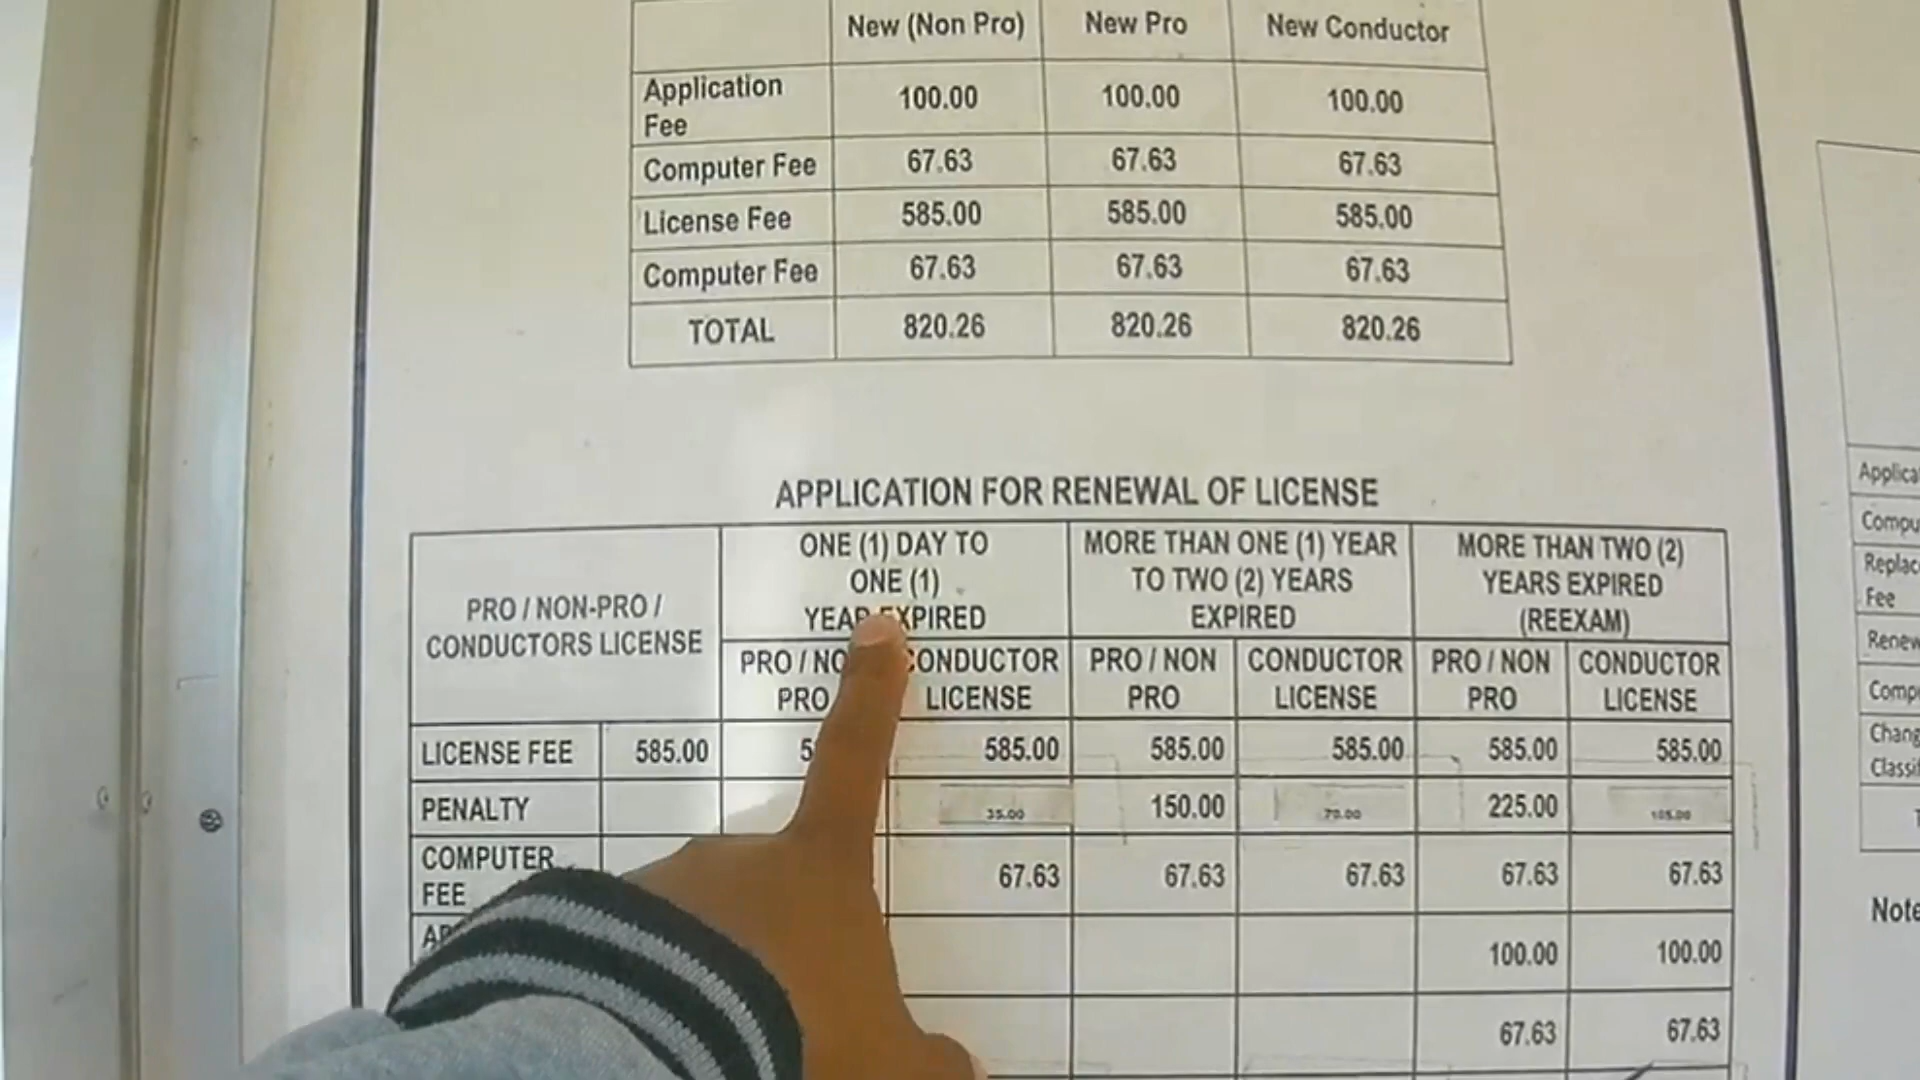 New (Non Pro) New Pro New Conductor
Application Fee 100.00 100.00 100.00
Computer Fee 67.63 67.63 67.63
License Fee 585.00 585.00 585.00
Computer Fee 67.63 67.63 67.63
TOTAL 820.26 820.26 820.26
APPLICATION FOR RENEWAL OF LICENSE
PRO / NON-PRO /
CONDUCTORS LICENSE
ONE (1) DAY TO
ONE (1)
YEAR EXPIRED
MORE THAN ONE (1) YEAR
TO TWO (2) YEARS
EXPIRED
MORE THAN TWO (2)
YEARS EXPIRED
(REEXAM)
PRO / NO
PRO
CONDUCTOR
LICENSE
PRO / NON
PRO
CONDUCTOR
LICENSE
PRO / NON
PRO
CONDUCTOR
LICENSE
LICENSE FEE 585.00 5 585.00 585.00 585.00 585.00 585.00
PENALTY 35.00 150.00 70.00 225.00 105.00
COMPUTER
FEE 67.63 67.63 67.63 67.63 67.63
100.00 100.00
67.63 67.63
Applica
Compu
Replac
Fee
Renew
Comp
Chang
Classif
Note